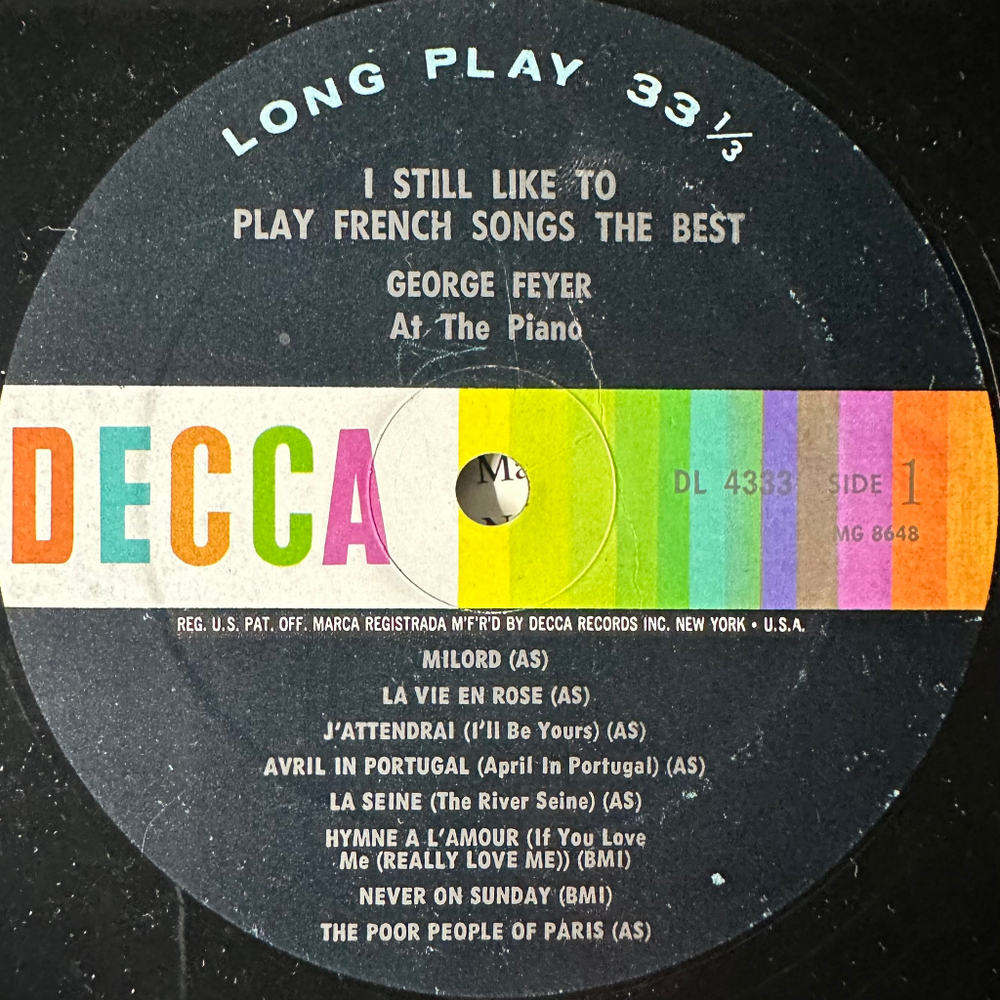 LONG PLAY 33 1/3
I STILL LIKE TO
PLAY FRENCH SONGS THE BEST
GEORGE FEYER
At The Piano
DECCA
DL 4333 SIDE 1
MG 8648
REG. U.S. PAT. OFF. MARCA REGISTRADA M'F'R'D BY DECCA RECORDS INC. NEW YORK • U.S.A.
MILORD (AS)
LA VIE EN ROSE (AS)
J'ATTENDRAI (I'll Be Yours) (AS)
AVRIL IN PORTUGAL (April In Portugal) (AS)
LA SEINE (The River Seine) (AS)
HYMNE A L'AMOUR (If You Love
Me (REALLY LOVE ME)) (BMI)
NEVER ON SUNDAY (BMI)
THE POOR PEOPLE OF PARIS (AS)